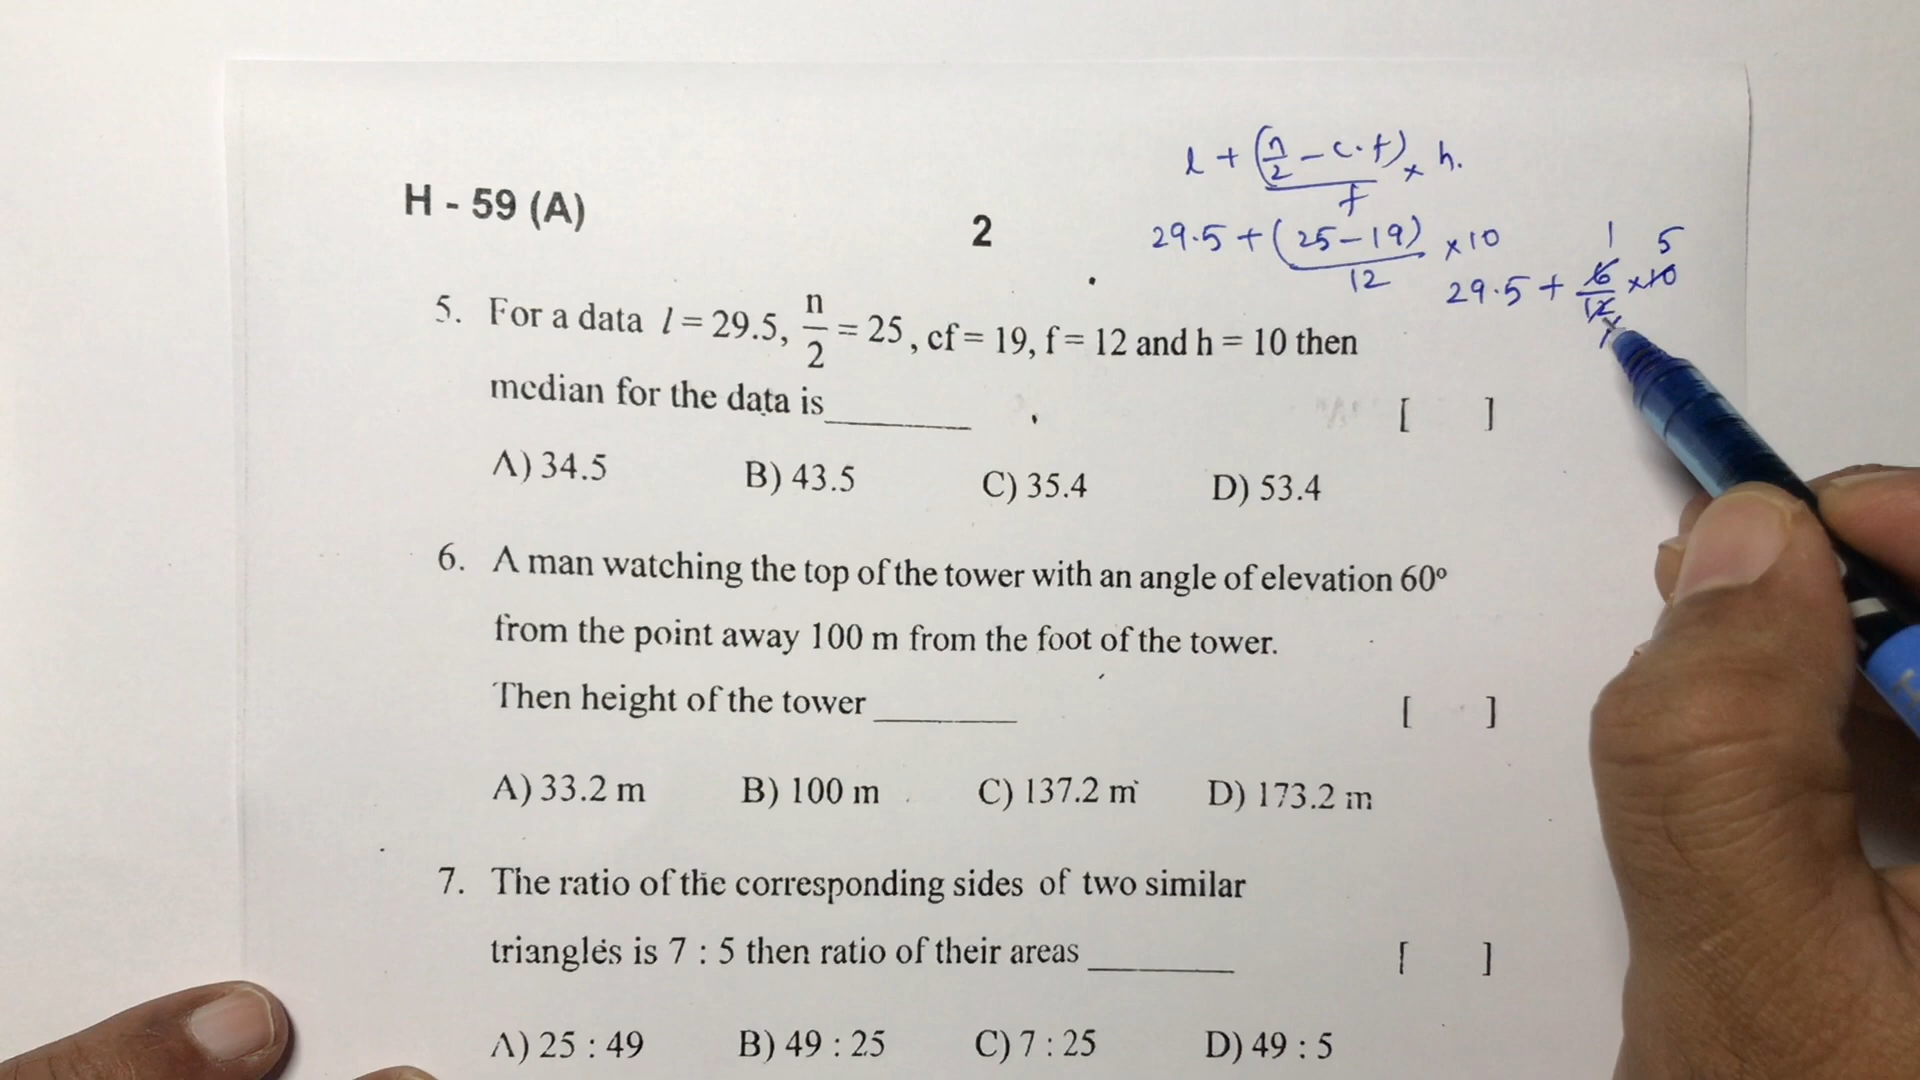 l + (n/2 - c.f) / f × h.
H - 59 (A)
2
29.5 + (25 - 19) / 12 × 10
29.5 + 6/12 × 10
1 5
5. For a data l = 29.5, n/2 = 25, cf = 19, f = 12 and h = 10 then
median for the data is______ [ ]
A) 34.5 B) 43.5 C) 35.4 D) 53.4
6. A man watching the top of the tower with an angle of elevation 60°
from the point away 100 m from the foot of the tower.
Then height of the tower ______ [ ]
A) 33.2 m B) 100 m C) 137.2 m D) 173.2 m
7. The ratio of the corresponding sides of two similar
triangles is 7 : 5 then ratio of their areas ______ [ ]
A) 25 : 49 B) 49 : 25 C) 7 : 25 D) 49 : 5